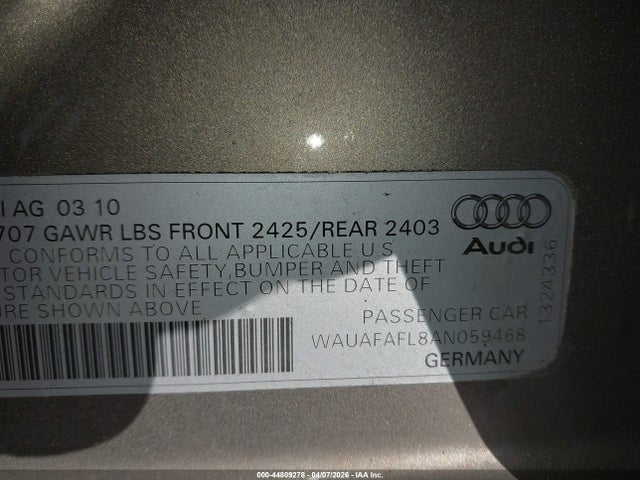 I AG 03 10
707 GAWR LBS FRONT 2425/REAR 2403
CONFORMS TO ALL APPLICABLE U S
TOR VEHICLE SAFETY, BUMPER AND THEFT
STANDARDS IN EFFECT ON THE DATE OF
URE SHOWN ABOVE
Audi
PASSENGER CAR
WAUAFAFL8AN059468
GERMANY
1324336
000-44809278 - 04/07/2026 - IAA Inc.